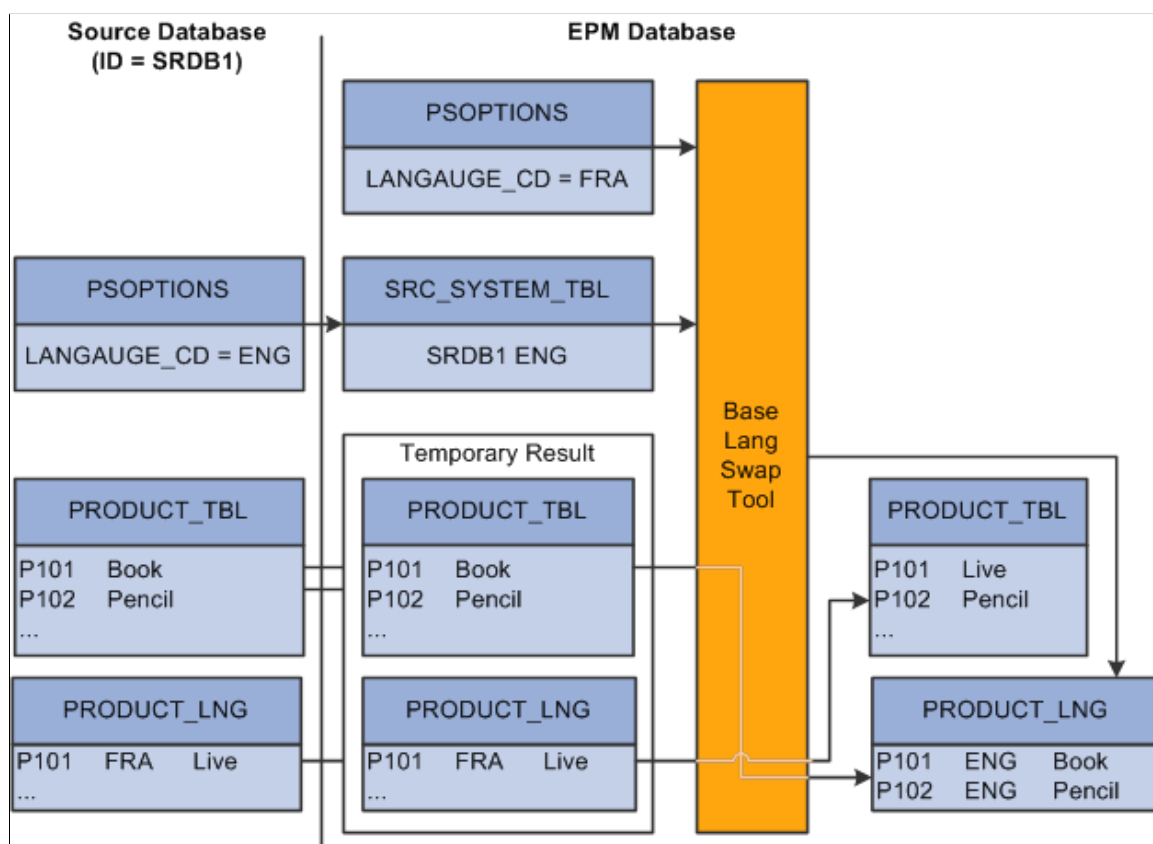 Source Database
(ID = SRDB1)
EPM Database
PSOPTIONS
LANGAUGE_CD = FRA
PSOPTIONS
LANGAUGE_CD = ENG
SRC_SYSTEM_TBL
SRDB1 ENG
Base
Lang
Swap
Tool
Temporary Result
PRODUCT_TBL
P101 Book
P102 Pencil
...
PRODUCT_TBL
P101 Book
P102 Pencil
...
PRODUCT_TBL
P101 Live
P102 Pencil
...
PRODUCT_LNG
P101 FRA Live
...
PRODUCT_LNG
P101 FRA Live
...
PRODUCT_LNG
P101 ENG Book
P102 ENG Pencil